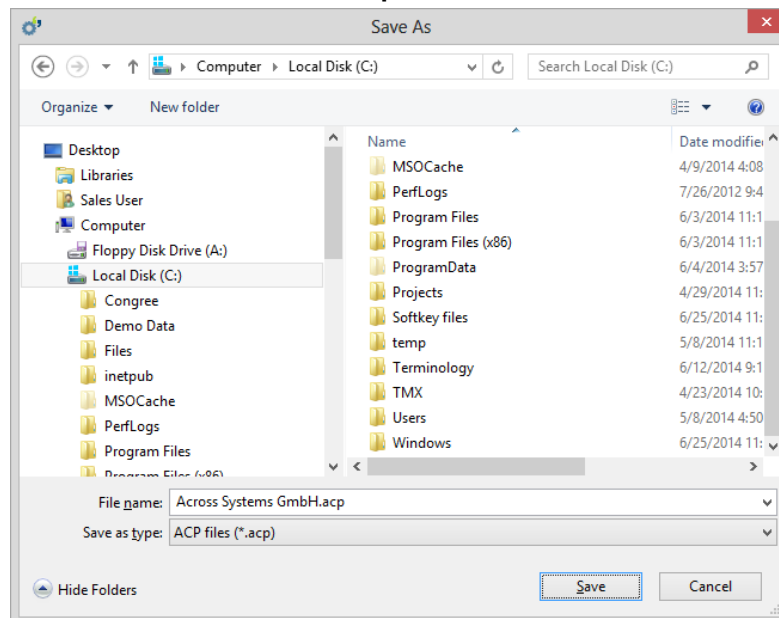 Save As
Computer Local Disk (C:)
Search Local Disk (C:)
Organize
New folder
Desktop
Libraries
Sales User
Computer
Floppy Disk Drive (A:)
Local Disk (C:)
Congree
Demo Data
Files
inetpub
MSOCache
PerfLogs
Program Files
Program Files (x86)
Name Date modified
MSOCache 4/9/2014 4:08
PerfLogs 7/26/2012 9:4
Program Files 6/3/2014 11:1
Program Files (x86) 6/3/2014 11:1
ProgramData 6/4/2014 3:57
Projects 4/29/2014 11:
Softkey files 6/25/2014 11:
temp 5/8/2014 11:1
Terminology 6/12/2014 9:1
TMX 4/23/2014 10:
Users 5/8/2014 4:50
Windows 6/25/2014 11:
File name: Across Systems GmbH.acp
Save as type: ACP files (*.acp)
Hide Folders
Save
Cancel